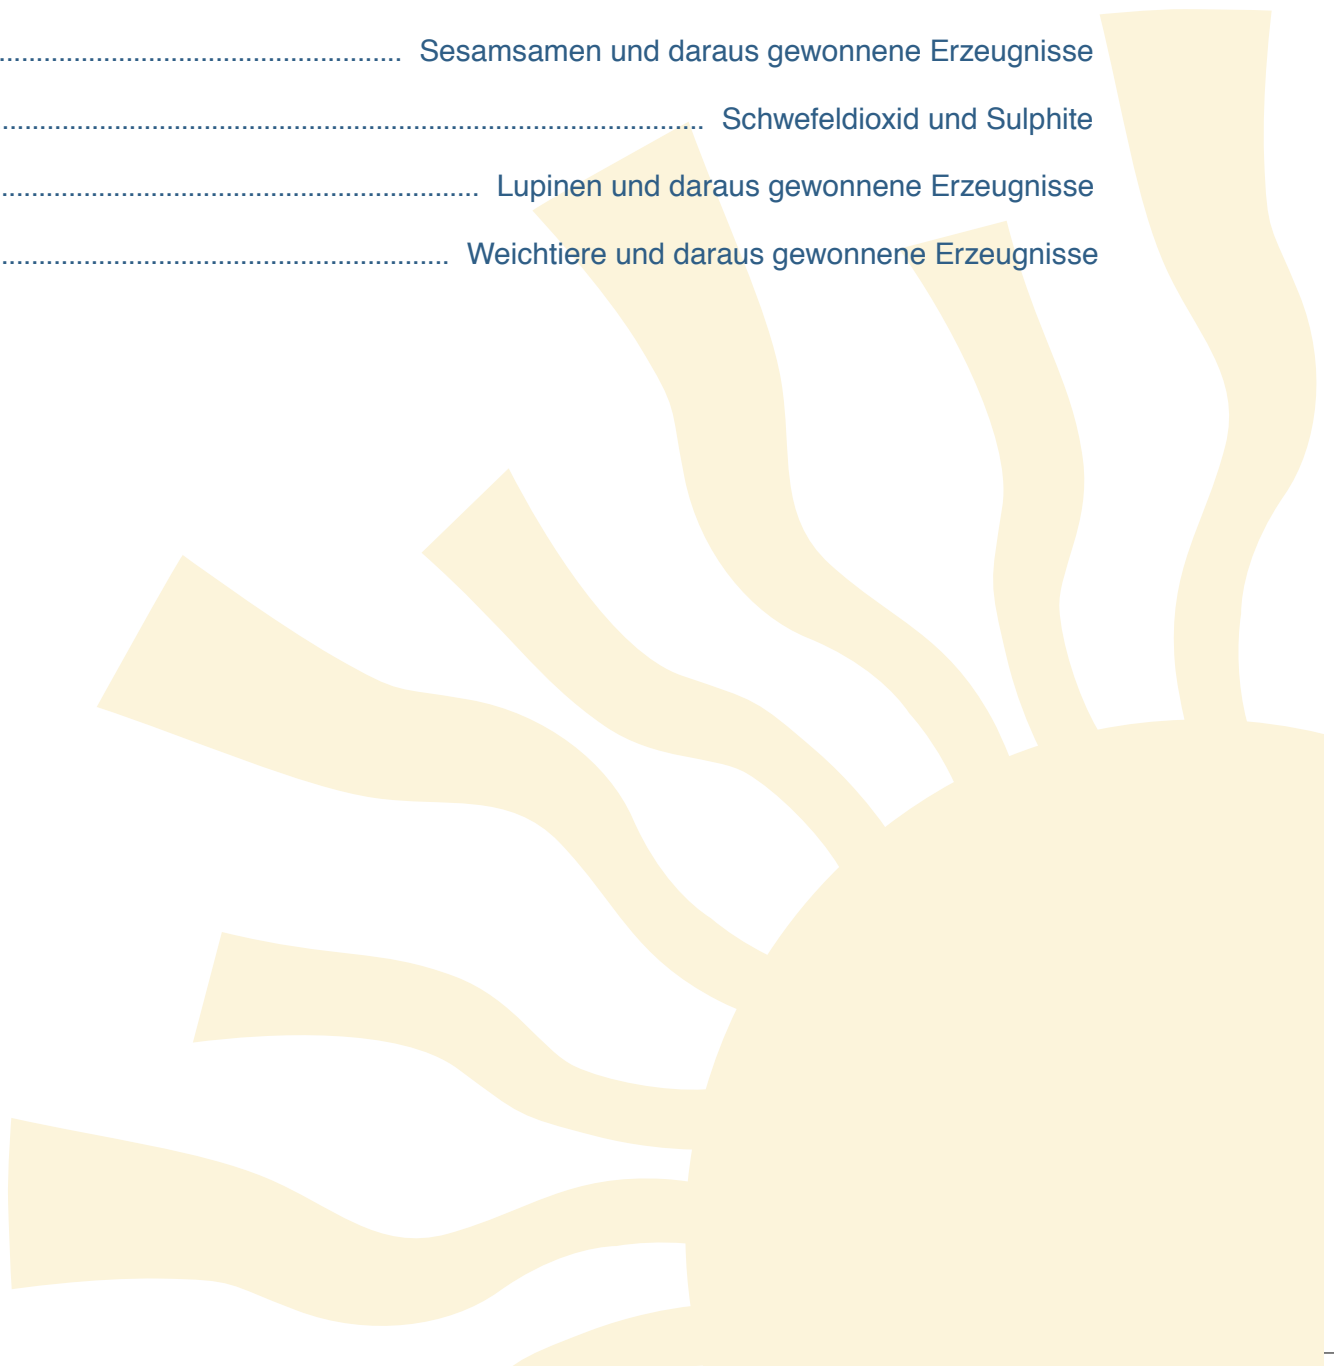 .................................................. Sesamsamen und daraus gewonnene Erzeugnisse
........................................................................................ Schwefeldioxid und Sulphite
............................................................ Lupinen und daraus gewonnene Erzeugnisse
........................................................ Weichtiere und daraus gewonnene Erzeugnisse